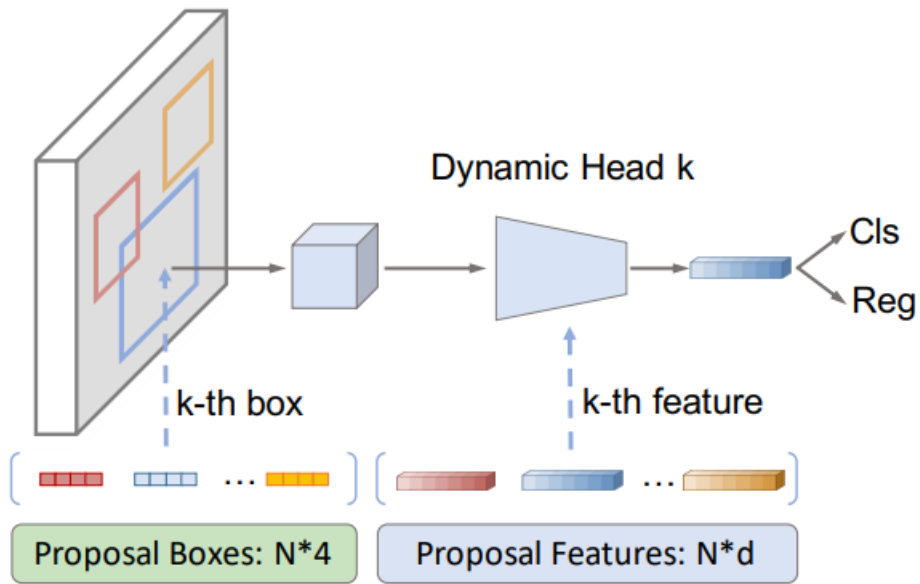 Dynamic Head k
Cls
Reg
k-th box
k-th feature
...
...
Proposal Boxes: N*4
Proposal Features: N*d